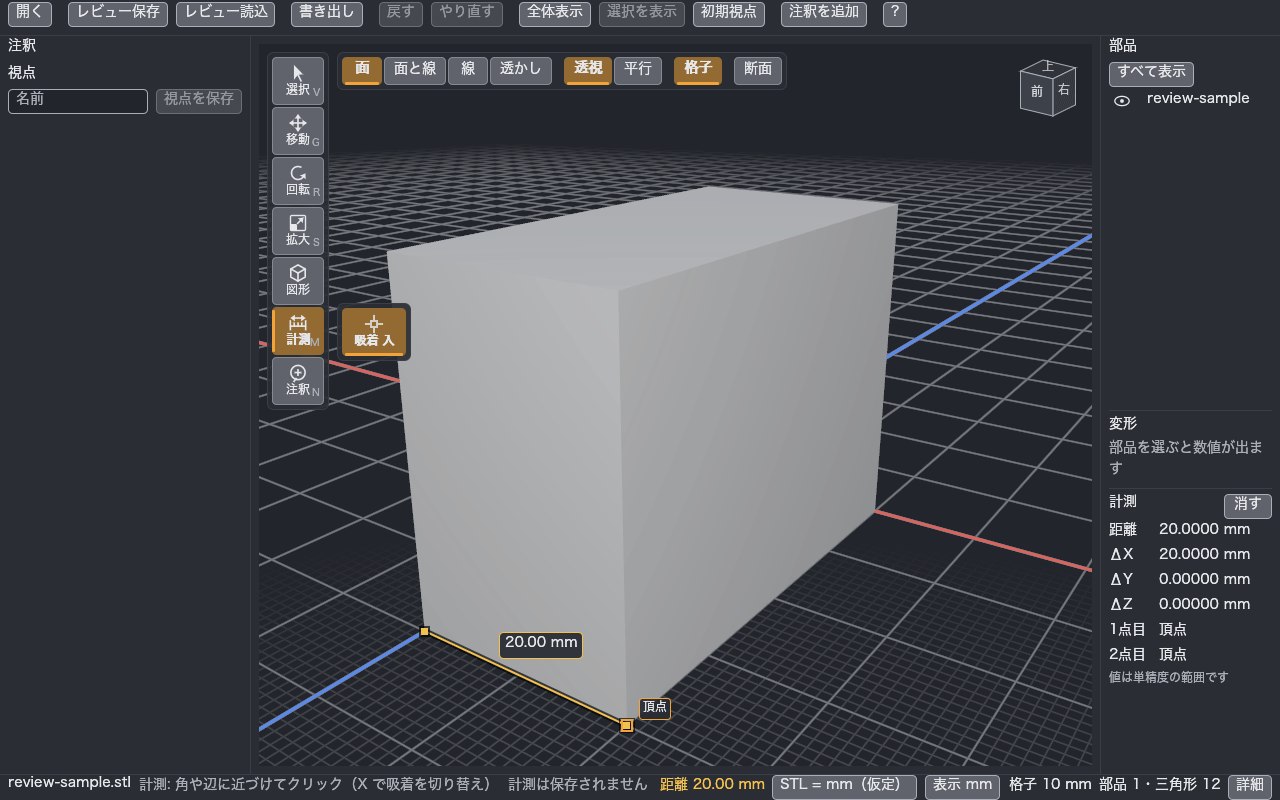 開く レビュー保存 レビュー読込 書き出し 戻す やり直す 全体表示 選択を表示 初期視点 注釈を追加 ?
注釈
視点
名前 視点を保存
選択 V
移動 G
回転 R
拡大 S
図形
計測 M
注釈 N
吸着 入
面 面と線 線 透かし 透視 平行 格子 断面
上
前 右
20.00 mm
頂点
部品
すべて表示
review-sample
変形
部品を選ぶと数値が出ま
す
計測 消す
距離 20.0000 mm
ΔX 20.0000 mm
ΔY 0.00000 mm
ΔZ 0.00000 mm
1点目 頂点
2点目 頂点
値は単精度の範囲です
review-sample.stl 計測: 角や辺に近づけてクリック（X で吸着を切り替え） 計測は保存されません 距離 20.00 mm STL = mm（仮定） 表示 mm 格子 10 mm 部品 1・三角形 12 詳細